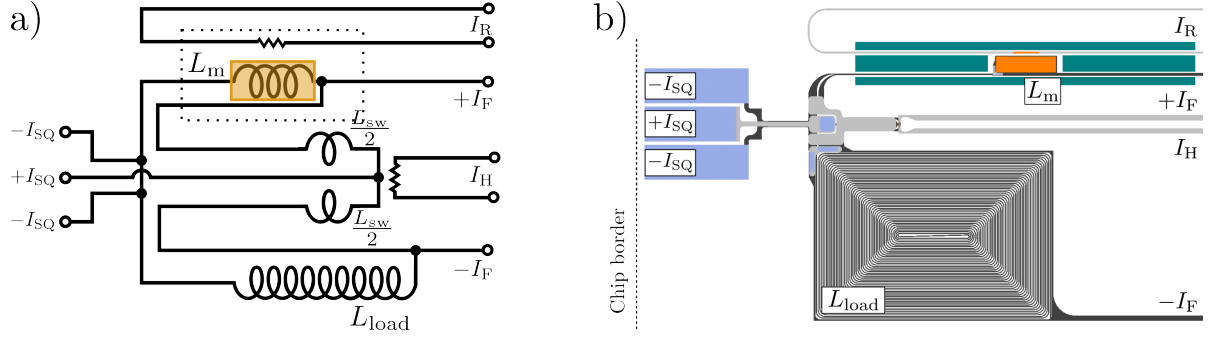 a)
I_R
L_m
+I_F
L_sw/2
−I_SQ
+I_SQ
−I_SQ
I_H
L_sw/2
−I_F
L_load
b)
Chip border
I_R
−I_SQ
+I_SQ
−I_SQ
L_m
+I_F
I_H
L_load
−I_F